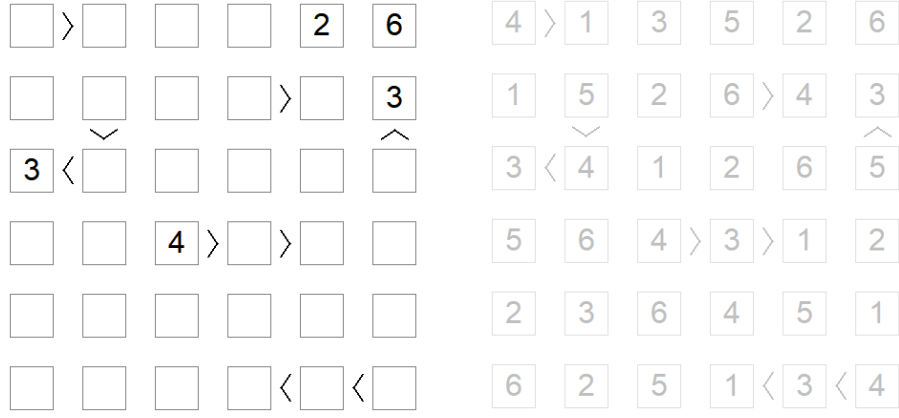 > 2 6 4 > 1 3 5 2 6
> 3 1 5 2 6 > 4 3
3 < 3 < 4 1 2 6 5
4 > > 5 6 4 > 3 > 1 2
2 3 6 4 5 1
< < 6 2 5 1 < 3 < 4